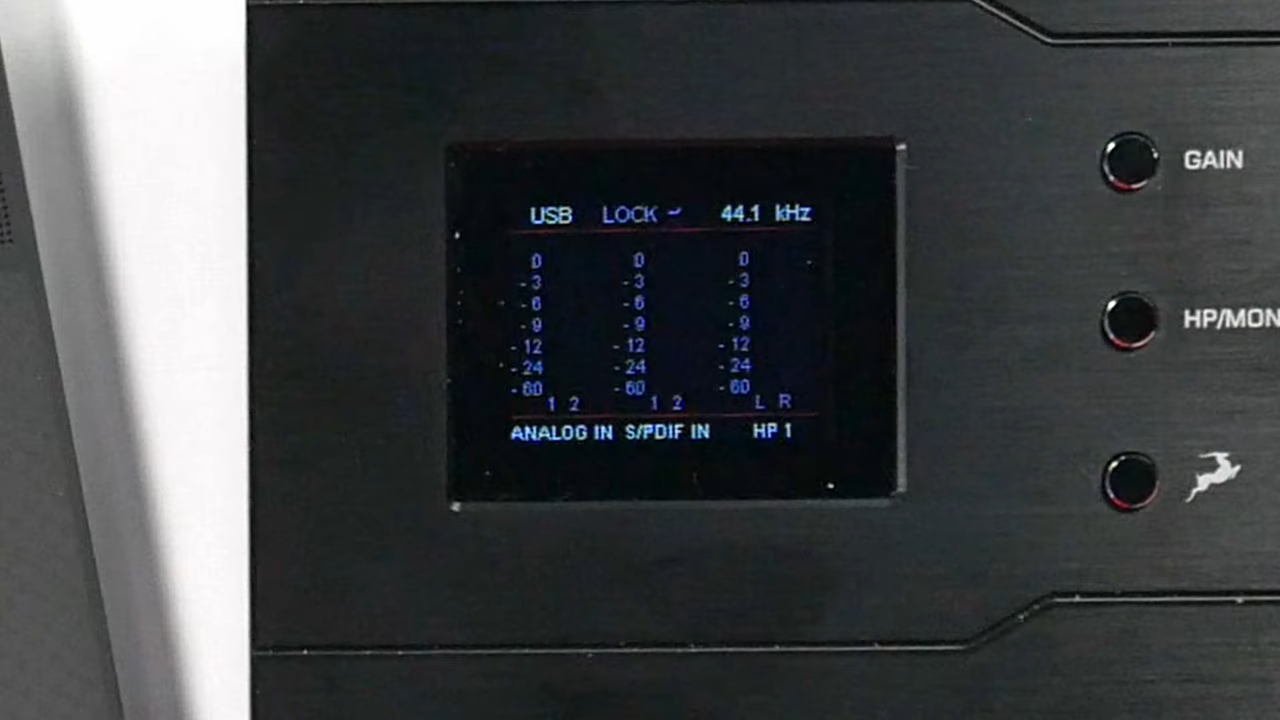 USB LOCK 44.1 kHz
0 0 0
-3 -3 -3
-6 -6 -6
-9 -9 -9
-12 -12 -12
-24 -24 -24
-60 -60 -60
1 2 1 2 L R
ANALOG IN S/PDIF IN HP 1
GAIN
HP/MON